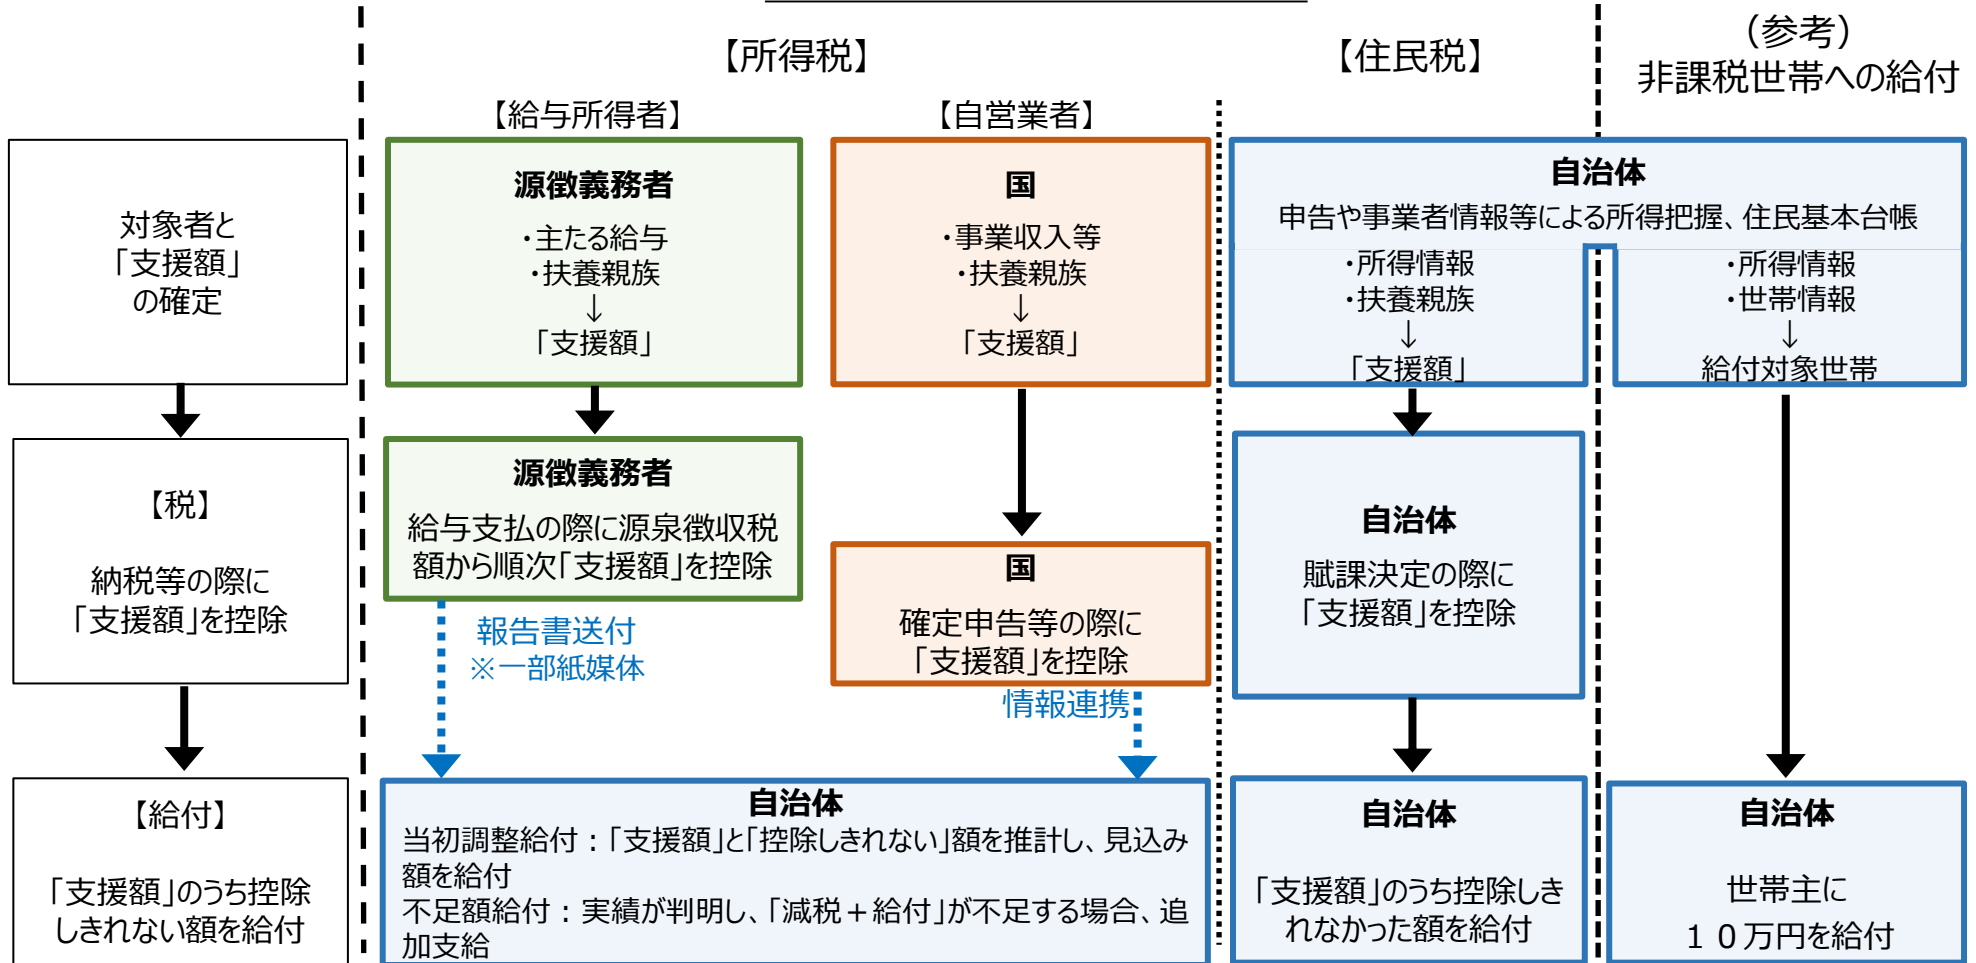 【所得税】
【住民税】
（参考）
非課税世帯への給付
【給与所得者】
【自営業者】
対象者と
「支援額」
の確定
源徴義務者
・主たる給与
・扶養親族
↓
「支援額」
国
・事業収入等
・扶養親族
↓
「支援額」
自治体
申告や事業者情報等による所得把握、住民基本台帳
・所得情報
・扶養親族
↓
「支援額」
・所得情報
・世帯情報
↓
給付対象世帯
【税】
納税等の際に
「支援額」を控除
源徴義務者
給与支払の際に源泉徴収税
額から順次「支援額」を控除
国
確定申告等の際に
「支援額」を控除
自治体
賦課決定の際に
「支援額」を控除
報告書送付
※一部紙媒体
情報連携
【給付】
「支援額」のうち控除
しきれない額を給付
自治体
当初調整給付：「支援額」と「控除しきれない」額を推計し、見込み
額を給付
不足額給付：実績が判明し、「減税＋給付」が不足する場合、追
加支給
自治体
「支援額」のうち控除しき
れなかった額を給付
自治体
世帯主に
１０万円を給付